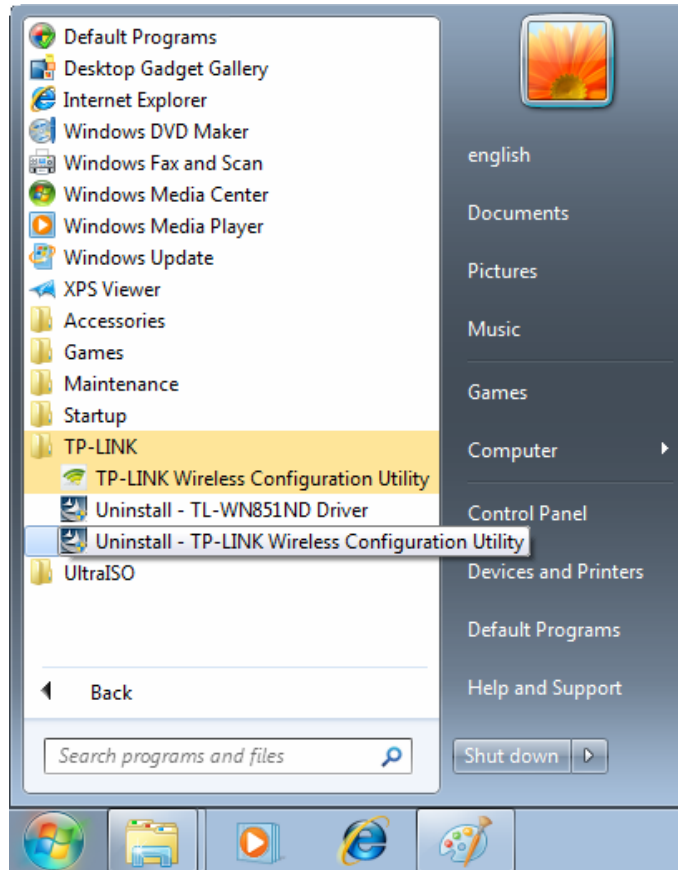 Default Programs
Desktop Gadget Gallery
Internet Explorer
Windows DVD Maker
Windows Fax and Scan
Windows Media Center
Windows Media Player
Windows Update
XPS Viewer
Accessories
Games
Maintenance
Startup
TP-LINK
TP-LINK Wireless Configuration Utility
Uninstall - TL-WN851ND Driver
Uninstall - TP-LINK Wireless Configuration Utility
UltraISO
Back
Search programs and files
english
Documents
Pictures
Music
Games
Computer
Control Panel
Devices and Printers
Default Programs
Help and Support
Shut down